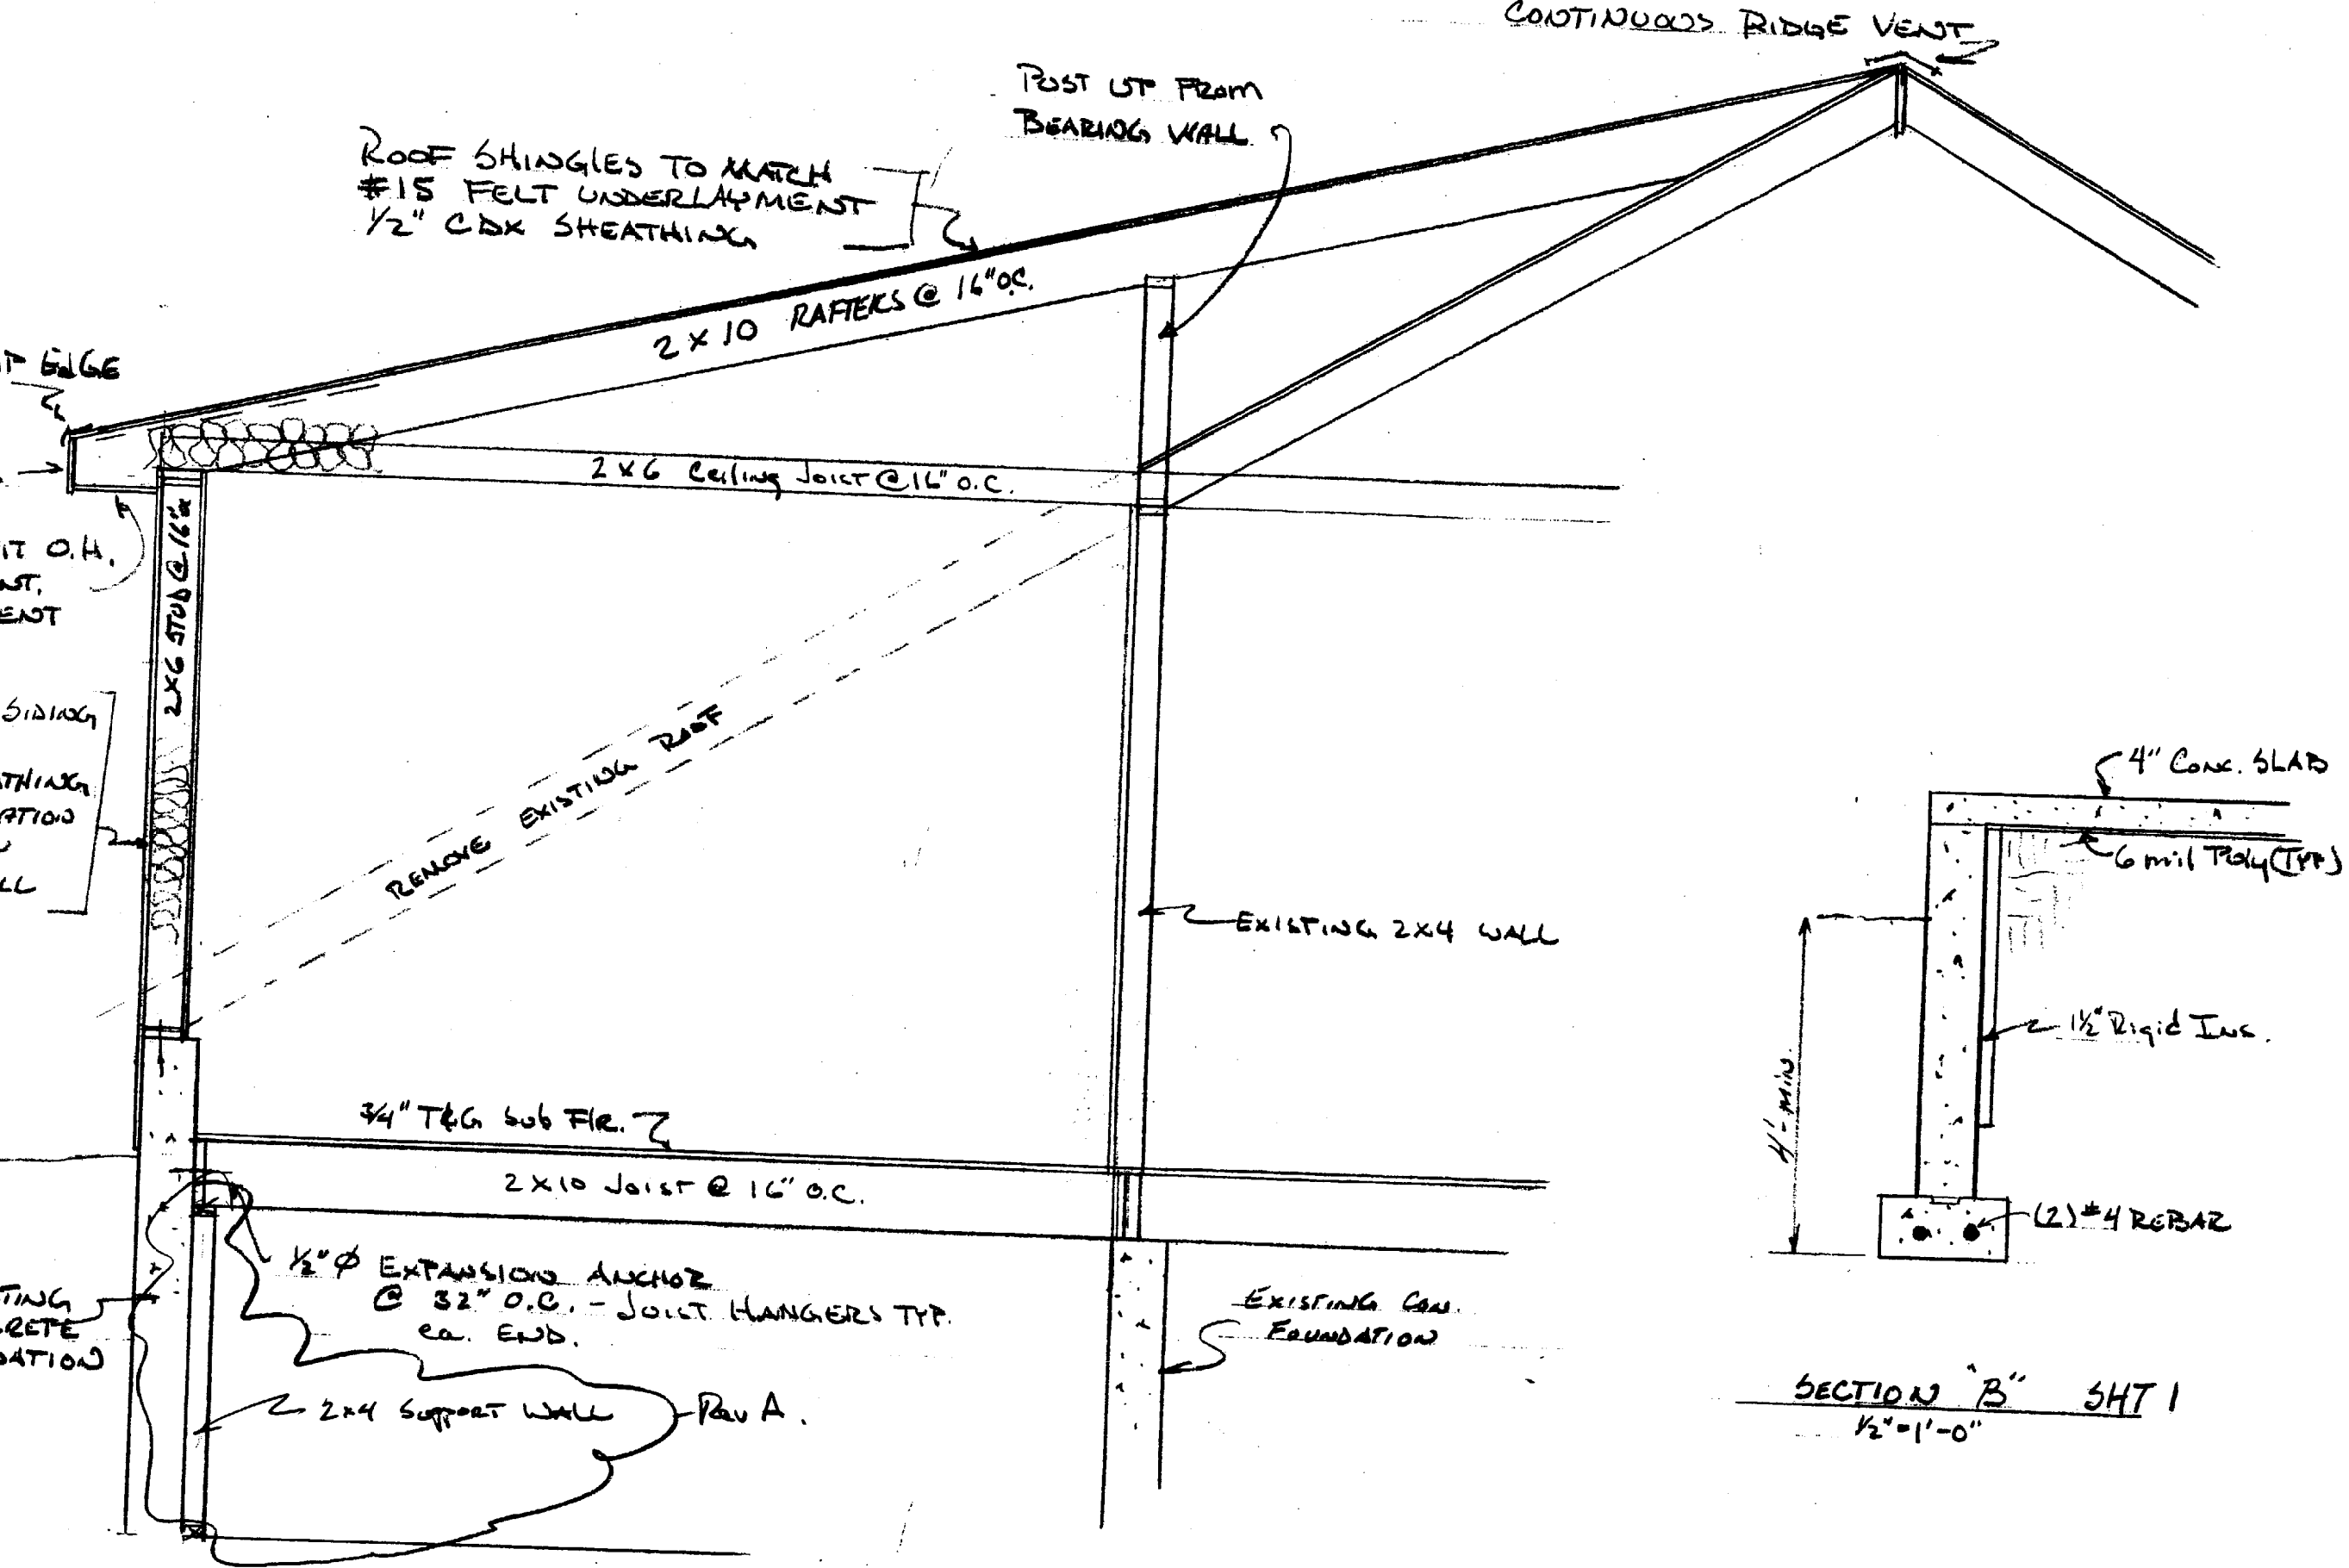 CONTINUOUS RIDGE VENT
POST UP FROM
BEARING WALL
ROOF SHINGLES TO MATCH
#15 FELT UNDERLAYMENT
1/2" CDX SHEATHING
2 X 10 RAFTERS @ 16" O.C.
EDGE
2 X 6 Ceiling JOIST @ 16" O.C.
O.H.
2X6 STUD @ 16"
SIDING
REMOVE EXISTING ROOF
EXISTING 2X4 WALL
3/4" T&G Sub Flr.
2 X 10 JOIST @ 16" O.C.
1/2" Ø EXPANSION ANCHOR
@ 32" O.C. - JOIST HANGERS TYP.
ea. END.
2x4 Support WALL
Rev A.
EXISTING CON.
FOUNDATION
4" CONC. SLAB
6 mil Poly (TYP)
1 1/2" Rigid INS.
4'-MIN.
(2) #4 REBAR
SECTION "B" SHT 1
1/2" = 1'-0"